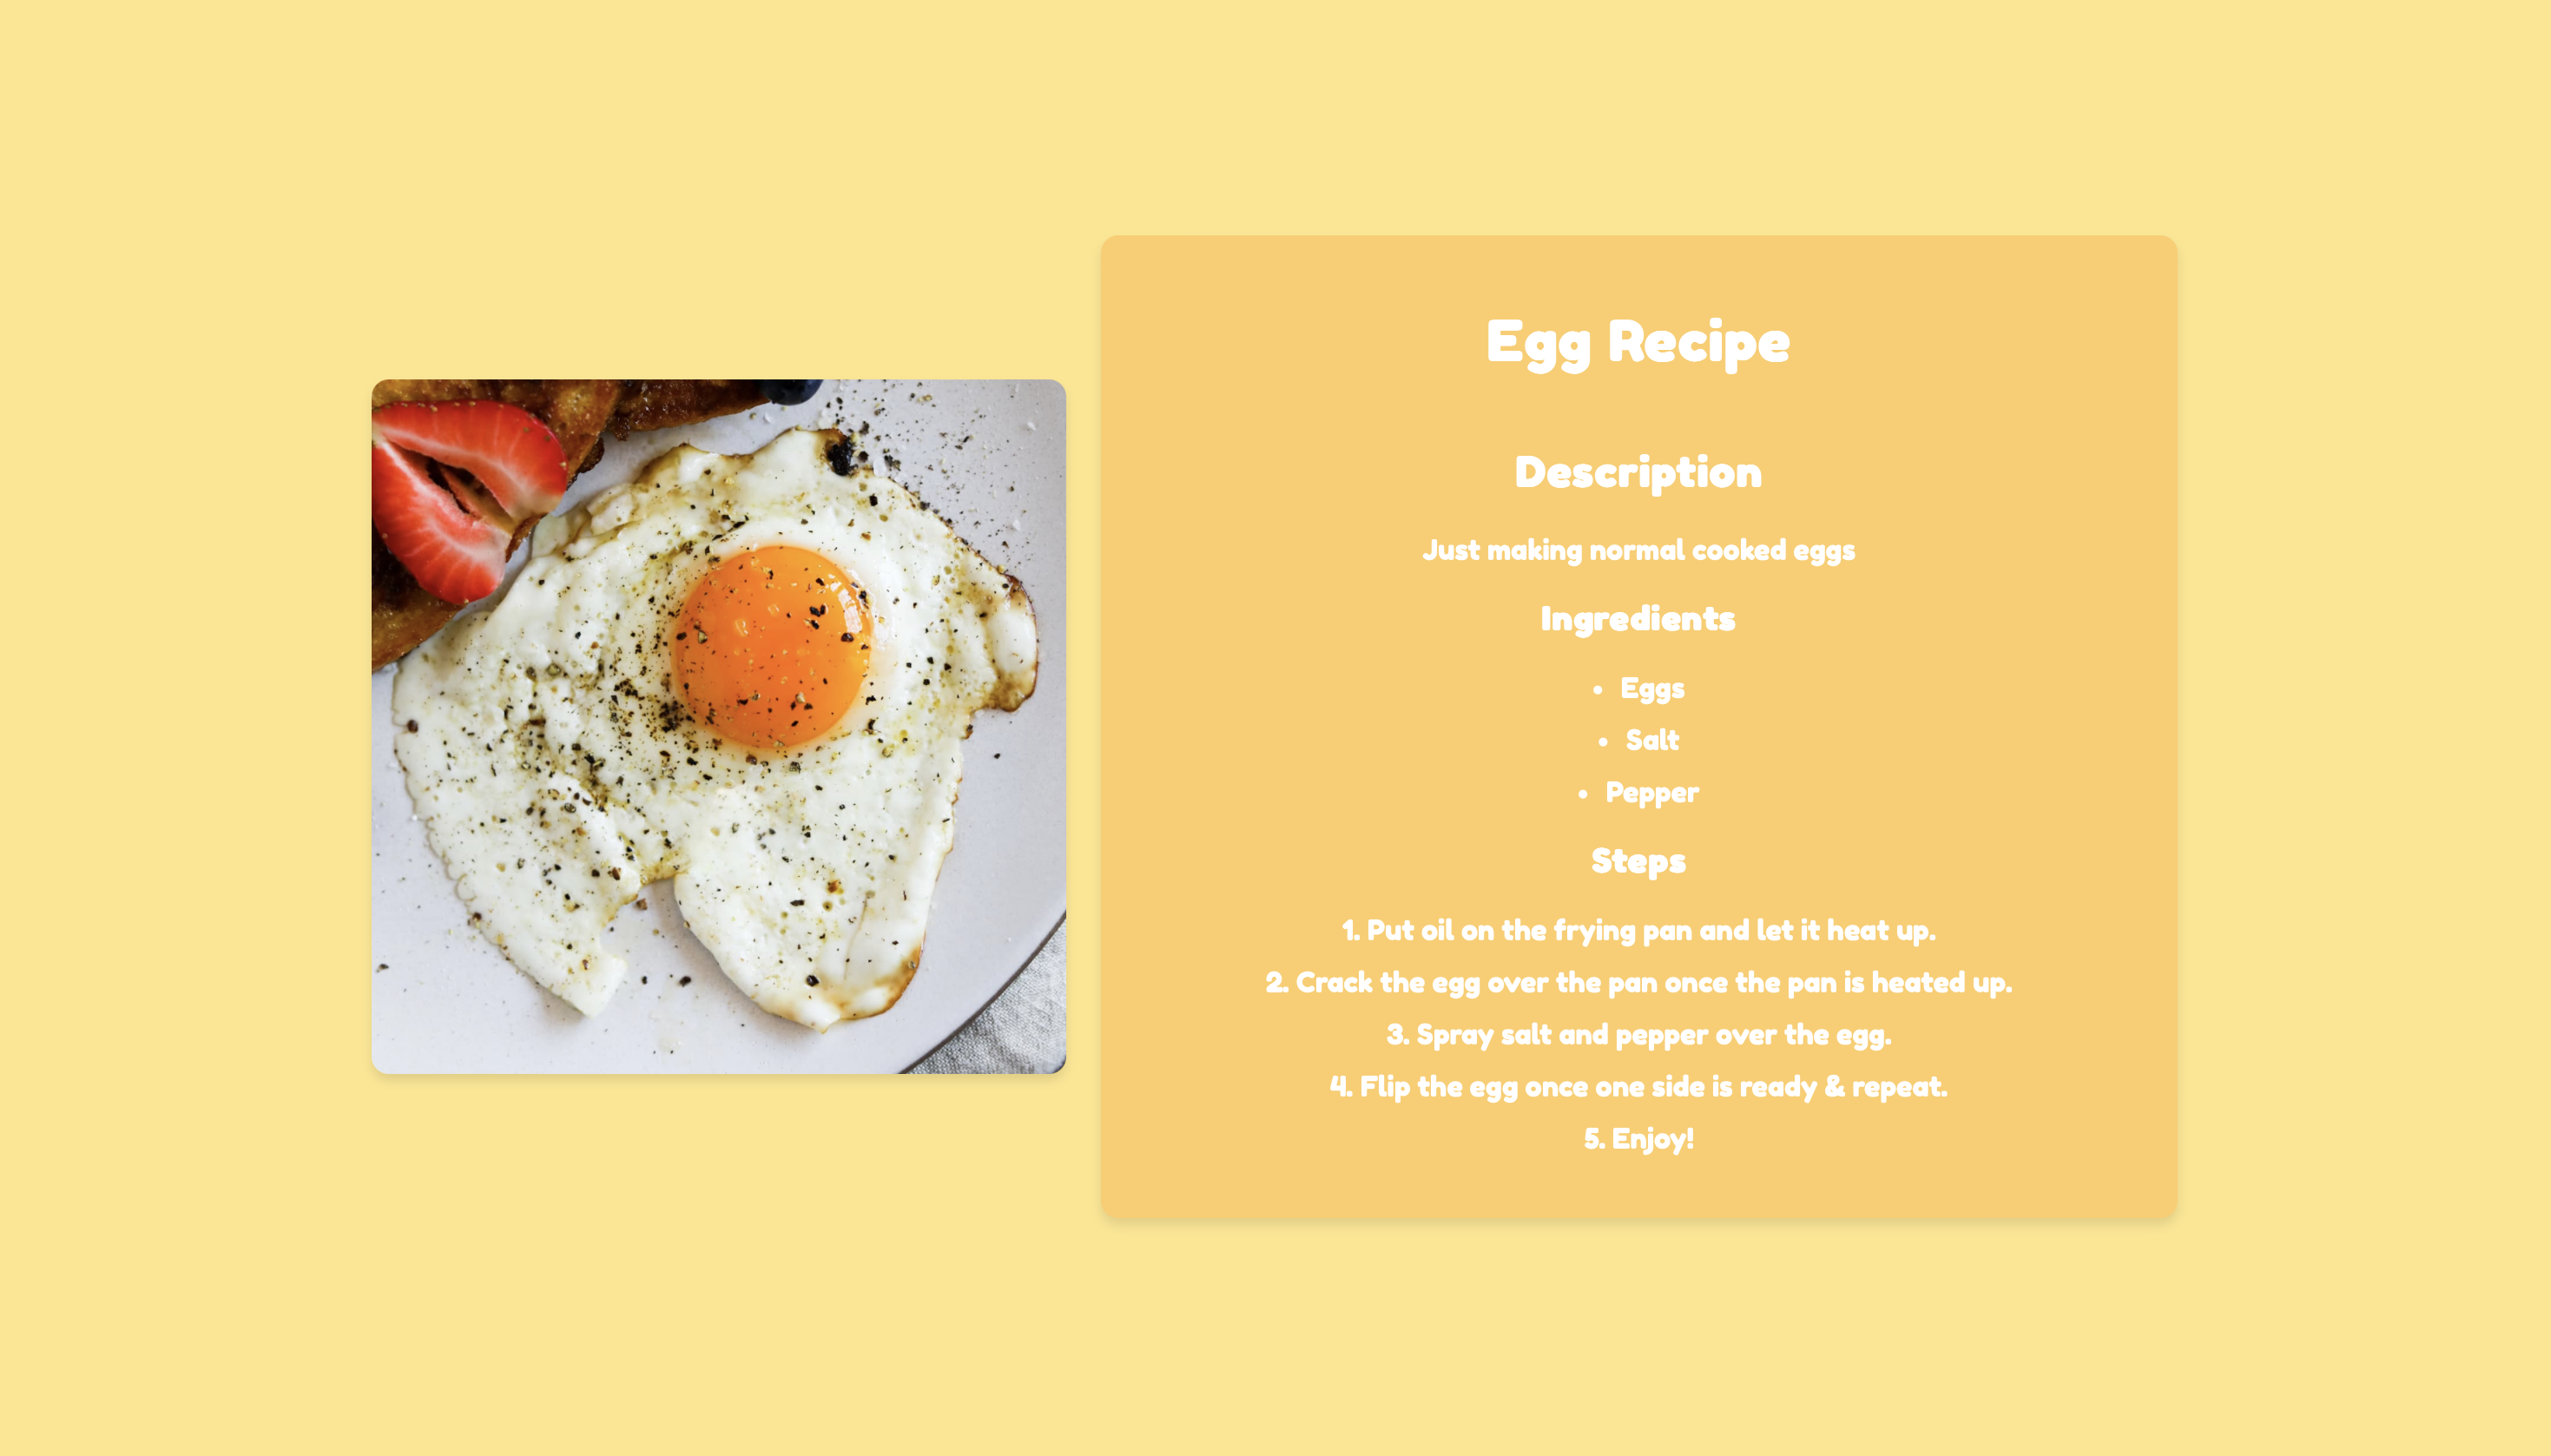 Egg Recipe
Description
Just making normal cooked eggs
Ingredients
• Eggs
• Salt
• Pepper
Steps
1. Put oil on the frying pan and let it heat up.
2. Crack the egg over the pan once the pan is heated up.
3. Spray salt and pepper over the egg.
4. Flip the egg once one side is ready & repeat.
5. Enjoy!